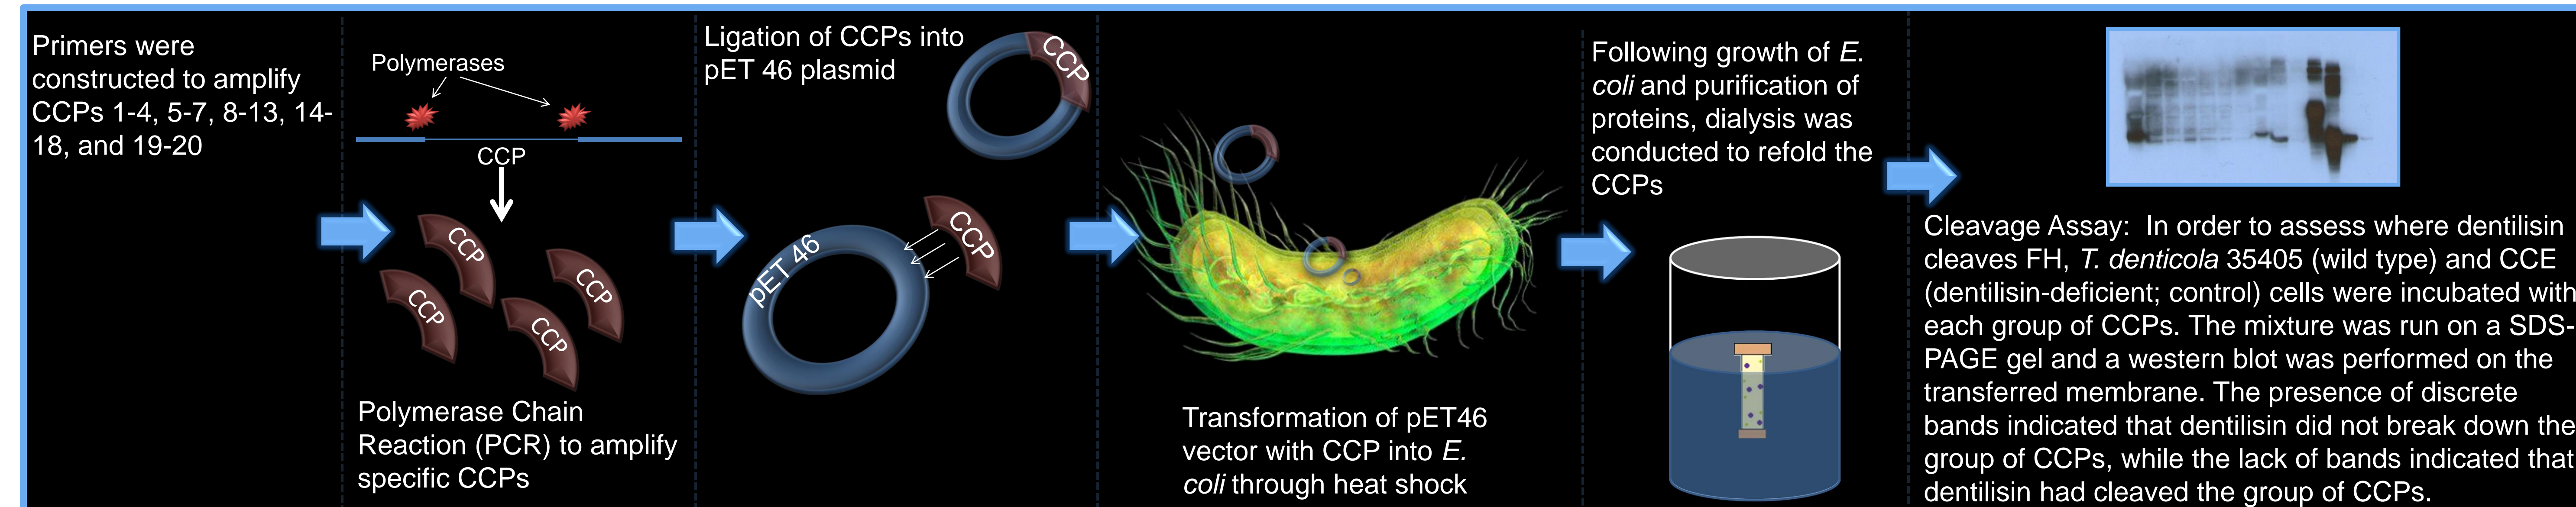 Primers were
constructed to amplify
CCPs 1-4, 5-7, 8-13, 14-
18, and 19-20
Polymerases
CCP
CCP
CCP
CCP
CCP
Polymerase Chain
Reaction (PCR) to amplify
specific CCPs
Ligation of CCPs into
pET 46 plasmid
CCP
CCP
pET 46
Transformation of pET46
vector with CCP into E.
coli through heat shock
Following growth of E.
coli and purification of
proteins, dialysis was
conducted to refold the
CCPs
Cleavage Assay: In order to assess where dentilisin
cleaves FH, T. denticola 35405 (wild type) and CCE
(dentilisin-deficient; control) cells were incubated with
each group of CCPs. The mixture was run on a SDS-
PAGE gel and a western blot was performed on the
transferred membrane. The presence of discrete
bands indicated that dentilisin did not break down the
group of CCPs, while the lack of bands indicated that
dentilisin had cleaved the group of CCPs.